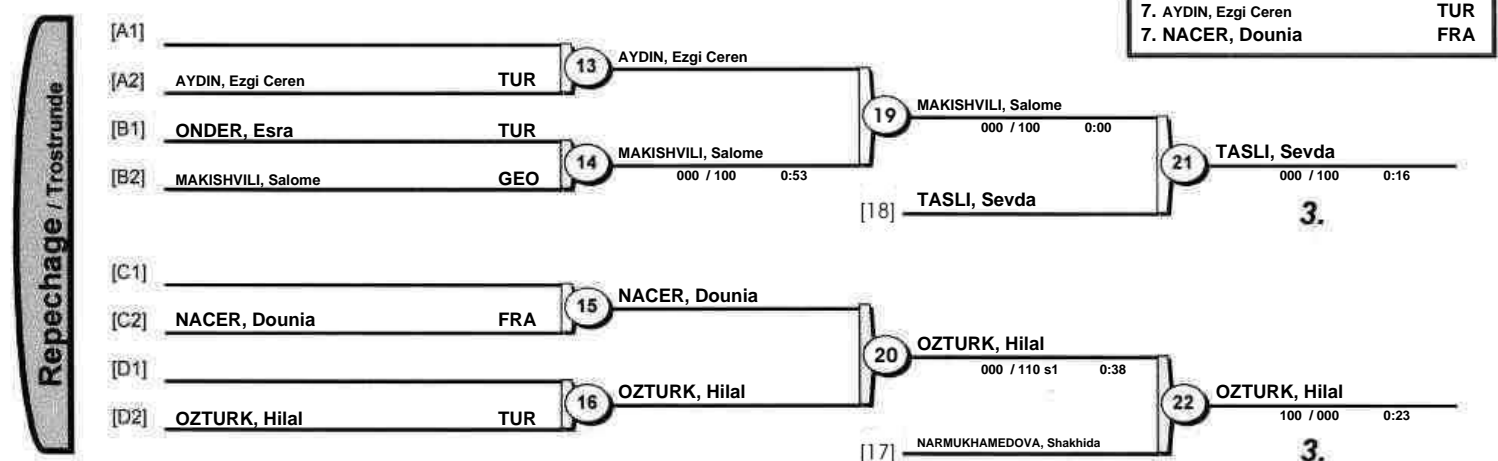 7. AYDIN, Ezgi Ceren TUR
7. NACER, Dounia FRA
Repechage / Trostrunde
[A1]
[A2] AYDIN, Ezgi Ceren TUR
13 AYDIN, Ezgi Ceren
[B1] ONDER, Esra TUR
[B2] MAKISHVILI, Salome GEO
14 MAKISHVILI, Salome
000 / 100 0:53
19 MAKISHVILI, Salome
000 / 100 0:00
[18] TASLI, Sevda
21 TASLI, Sevda
000 / 100 0:16
3.
[C1]
[C2] NACER, Dounia FRA
15 NACER, Dounia
[D1]
[D2] OZTURK, Hilal TUR
16 OZTURK, Hilal
20 OZTURK, Hilal
000 / 110 s1 0:38
[17] NARMUKHAMEDOVA, Shakhida
22 OZTURK, Hilal
100 / 000 0:23
3.